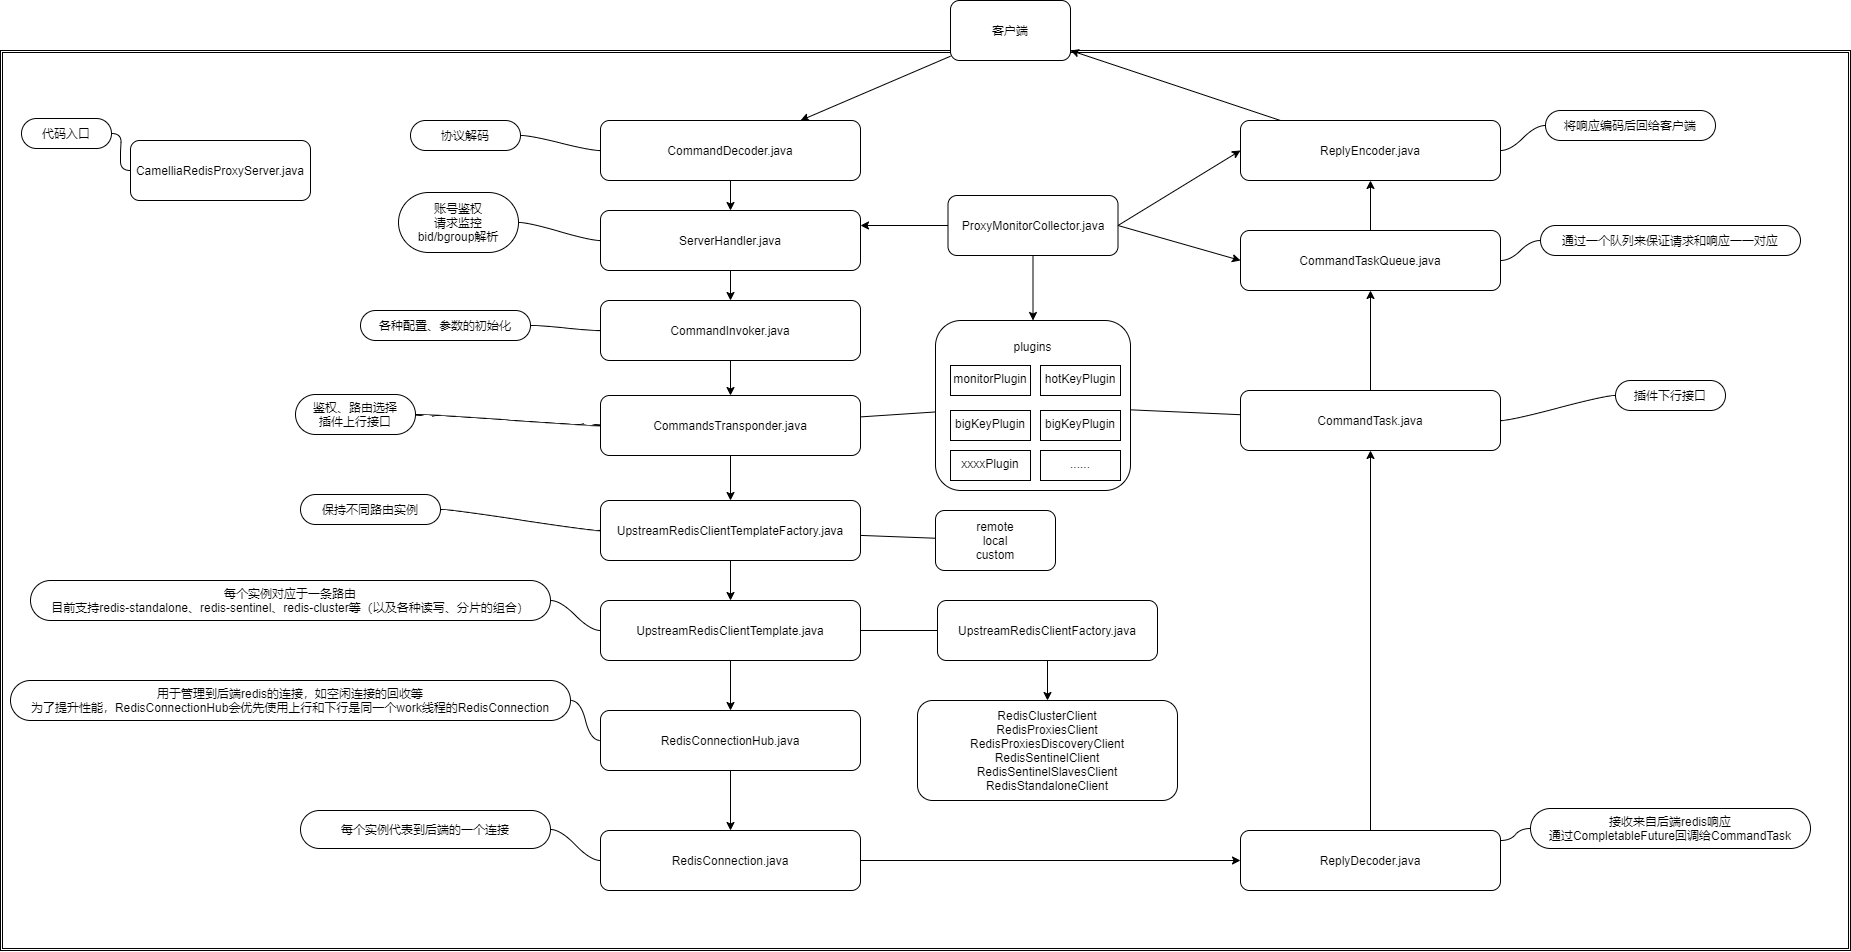 客户端
代码入口
CamelliaRedisProxyServer.java
协议解码
CommandDecoder.java
账号鉴权
请求监控
bid/bgroup解析
ServerHandler.java
各种配置、参数的初始化
CommandInvoker.java
鉴权、路由选择
插件上行接口
CommandsTransponder.java
保持不同路由实例
UpstreamRedisClientTemplateFactory.java
remote
local
custom
每个实例对应于一条路由
目前支持redis-standalone、redis-sentinel、redis-cluster等（以及各种读写、分片的组合）
UpstreamRedisClientTemplate.java
UpstreamRedisClientFactory.java
RedisClusterClient
RedisProxiesClient
RedisProxiesDiscoveryClient
RedisSentinelClient
RedisSentinelSlavesClient
RedisStandaloneClient
用于管理到后端redis的连接，如空闲连接的回收等
为了提升性能，RedisConnectionHub会优先使用上行和下行是同一个work线程的RedisConnection
RedisConnectionHub.java
每个实例代表到后端的一个连接
RedisConnection.java
ProxyMonitorCollector.java
plugins
monitorPlugin
hotKeyPlugin
bigKeyPlugin
bigKeyPlugin
xxxxPlugin
......
ReplyEncoder.java
将响应编码后回给客户端
CommandTaskQueue.java
通过一个队列来保证请求和响应一一对应
CommandTask.java
插件下行接口
ReplyDecoder.java
接收来自后端redis响应
通过CompletableFuture回调给CommandTask